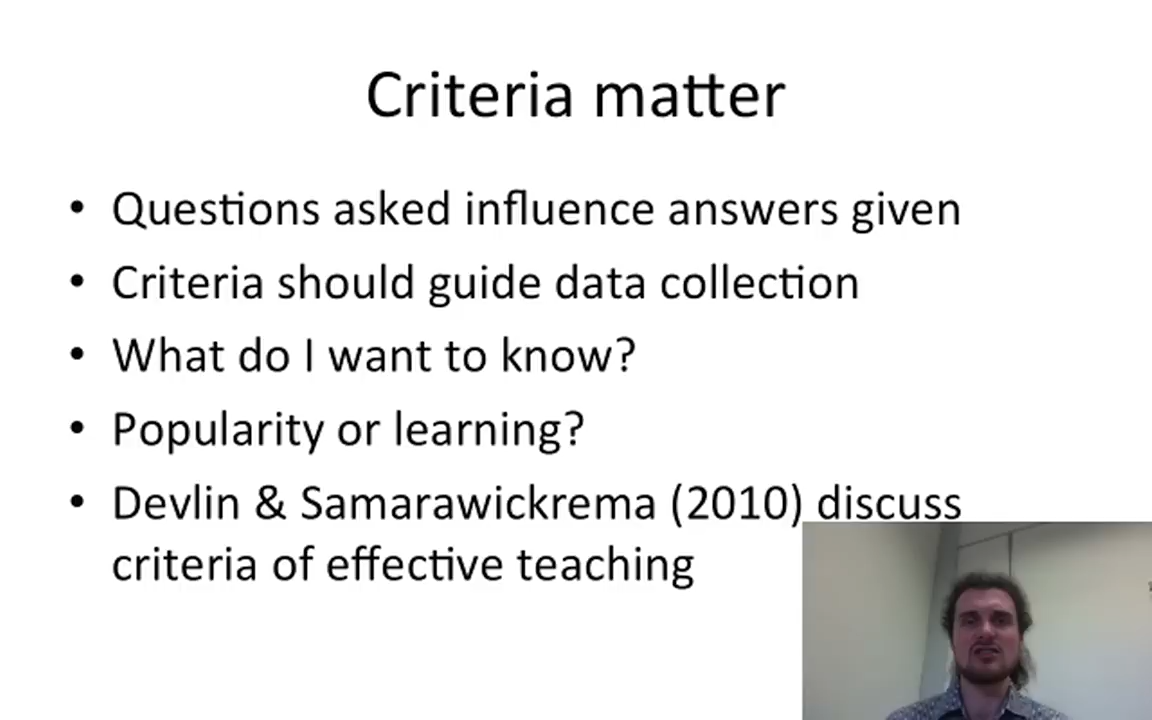 Criteria matter
• Questions asked influence answers given
• Criteria should guide data collection
• What do I want to know?
• Popularity or learning?
• Devlin & Samarawickrema (2010) discuss
criteria of effective teaching